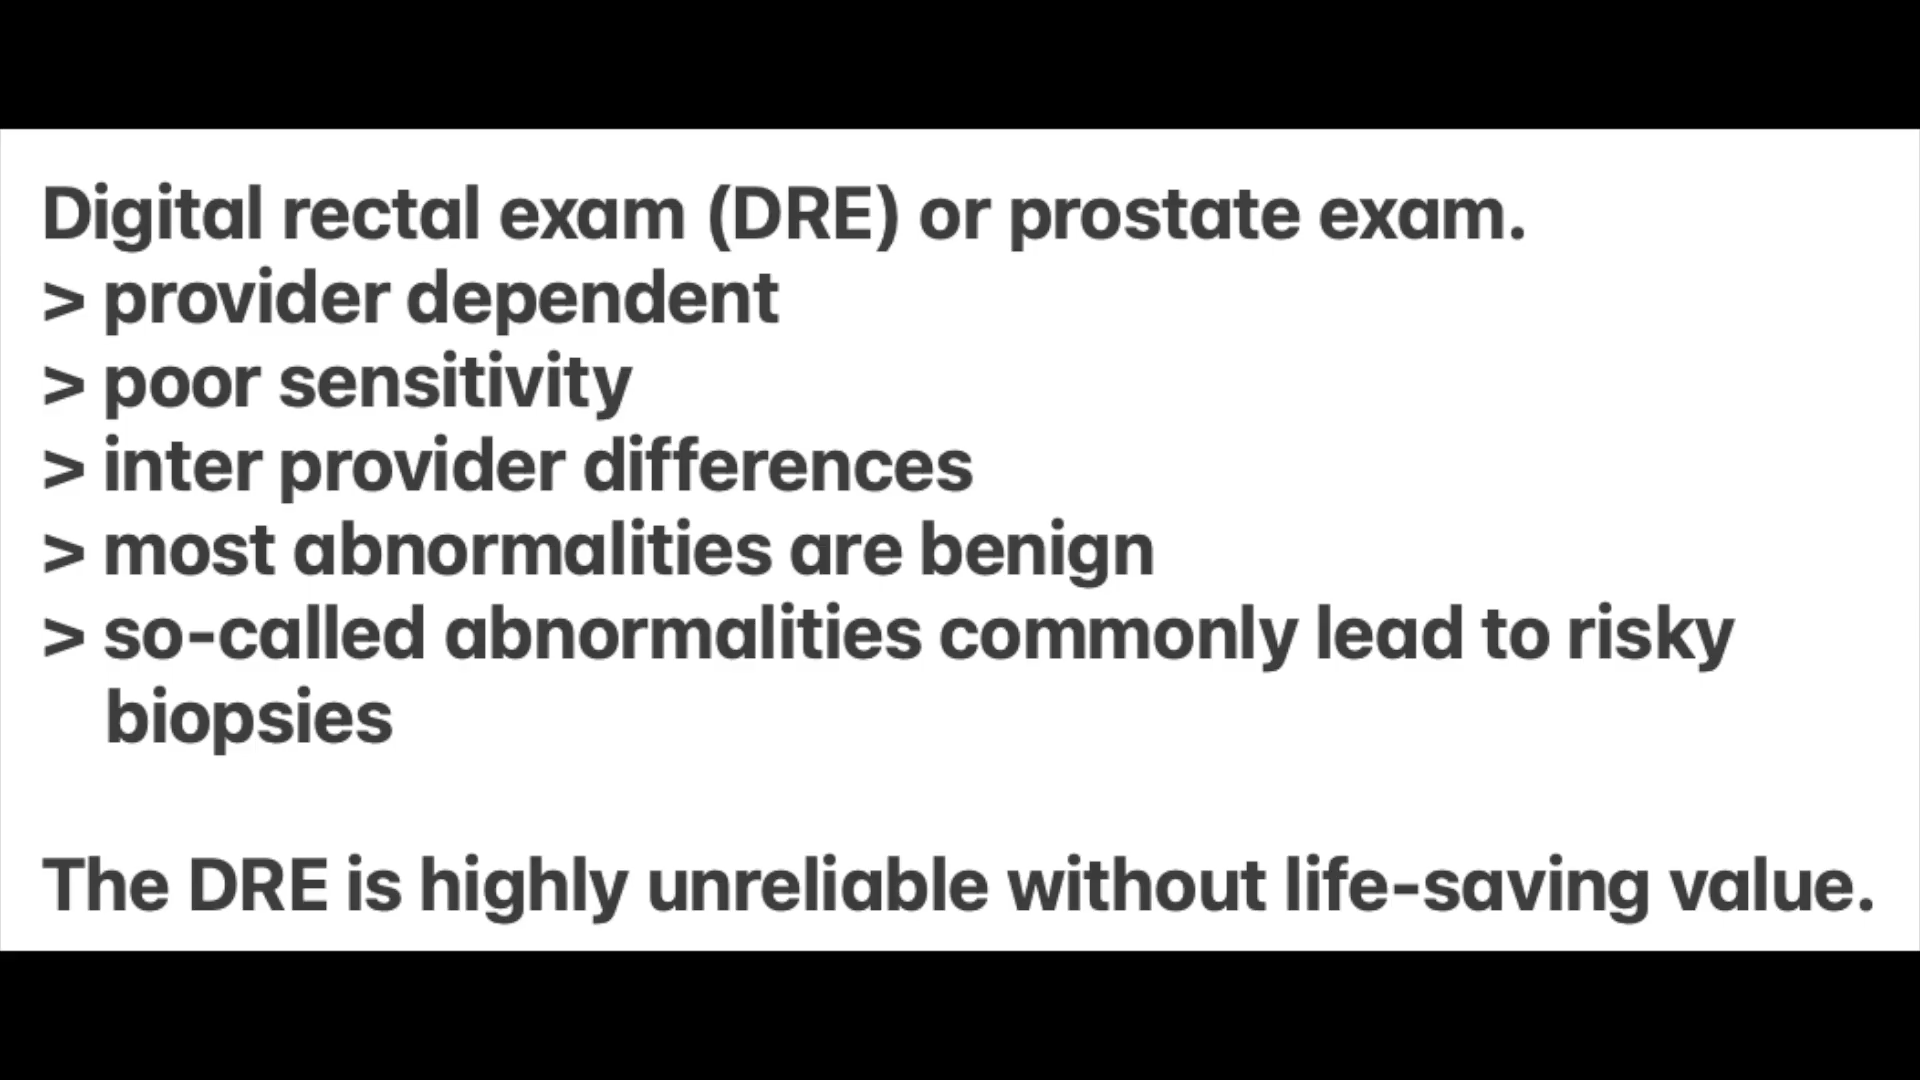 Digital rectal exam (DRE) or prostate exam.
> provider dependent
> poor sensitivity
> inter provider differences
> most abnormalities are benign
> so-called abnormalities commonly lead to risky
biopsies
The DRE is highly unreliable without life-saving value.